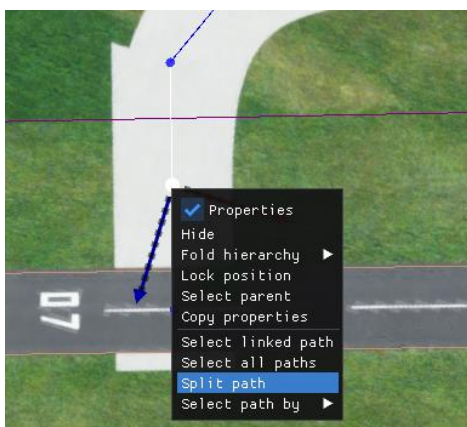 Properties
Hide
Fold hierarchy
Lock position
Select parent
Copy properties
Select linked path
Select all paths
Split path
Select path by
07